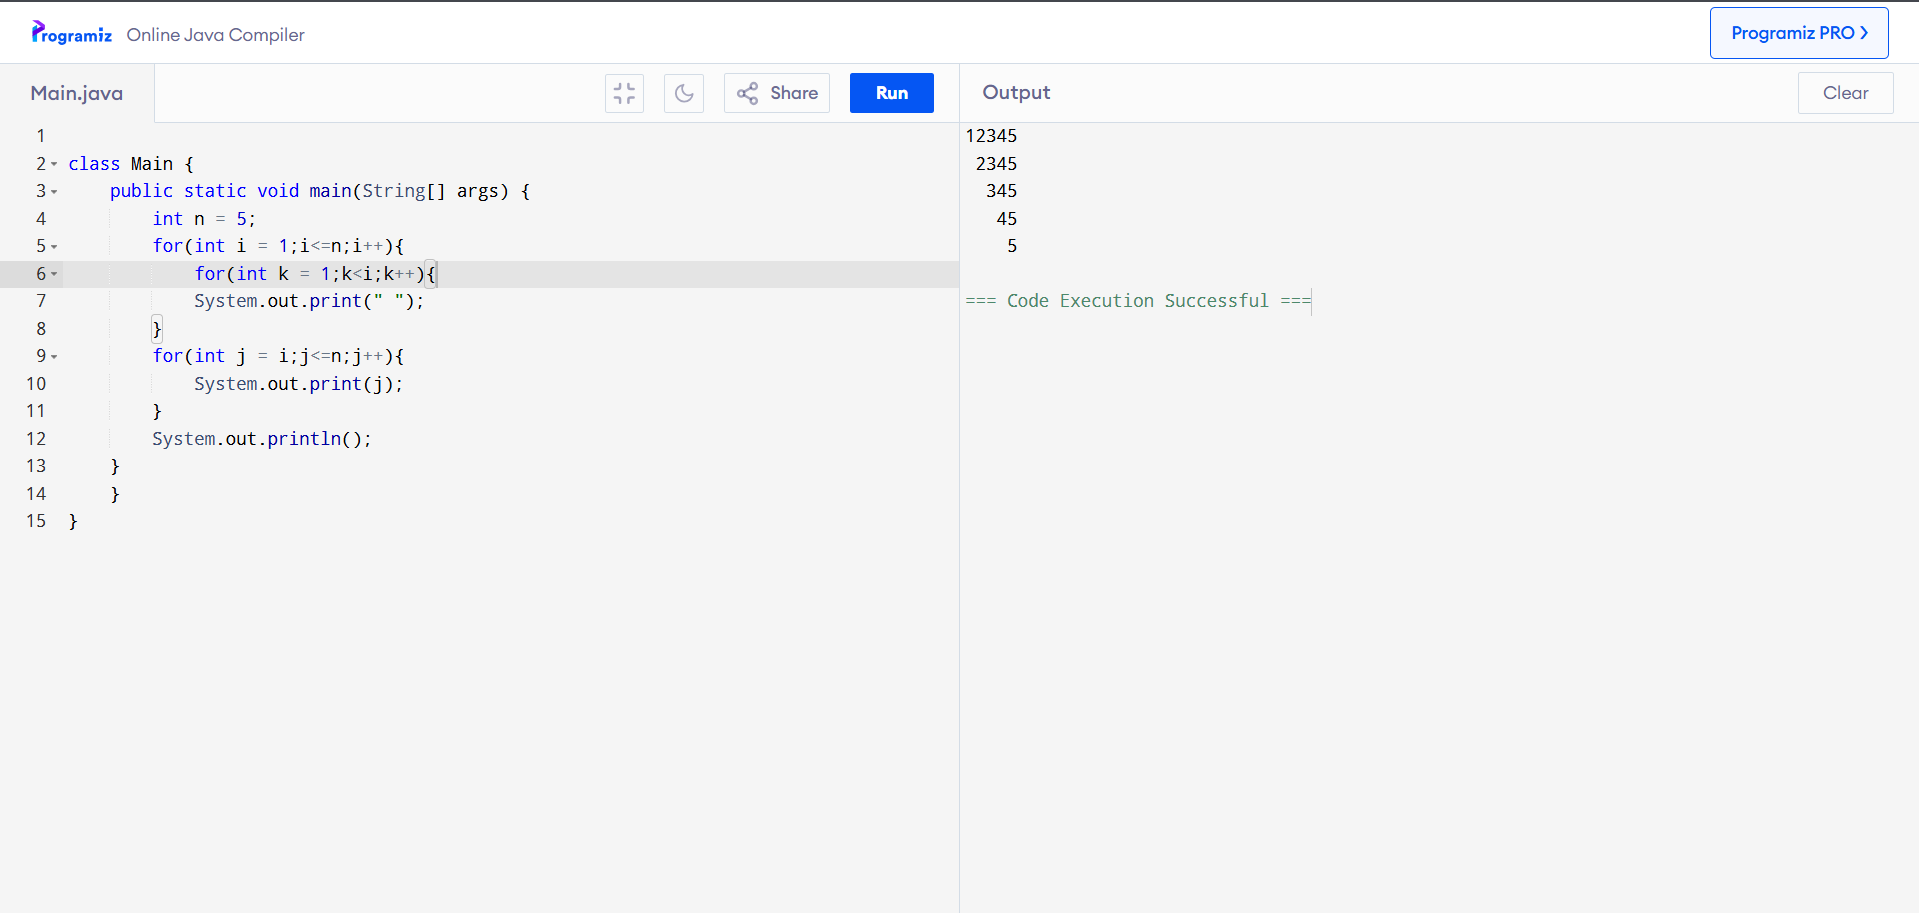 Programiz Online Java Compiler
Programiz PRO >
Main.java
Share
Run
Output
Clear
1
2 class Main {
3     public static void main(String[] args) {
4         int n = 5;
5         for(int i = 1;i<=n;i++){
6             for(int k = 1;k<i;k++){
7             System.out.print(" ");
8         }
9         for(int j = i;j<=n;j++){
10             System.out.print(j);
11         }
12         System.out.println();
13     }
14     }
15 }
12345
 2345
  345
   45
    5
=== Code Execution Successful ===